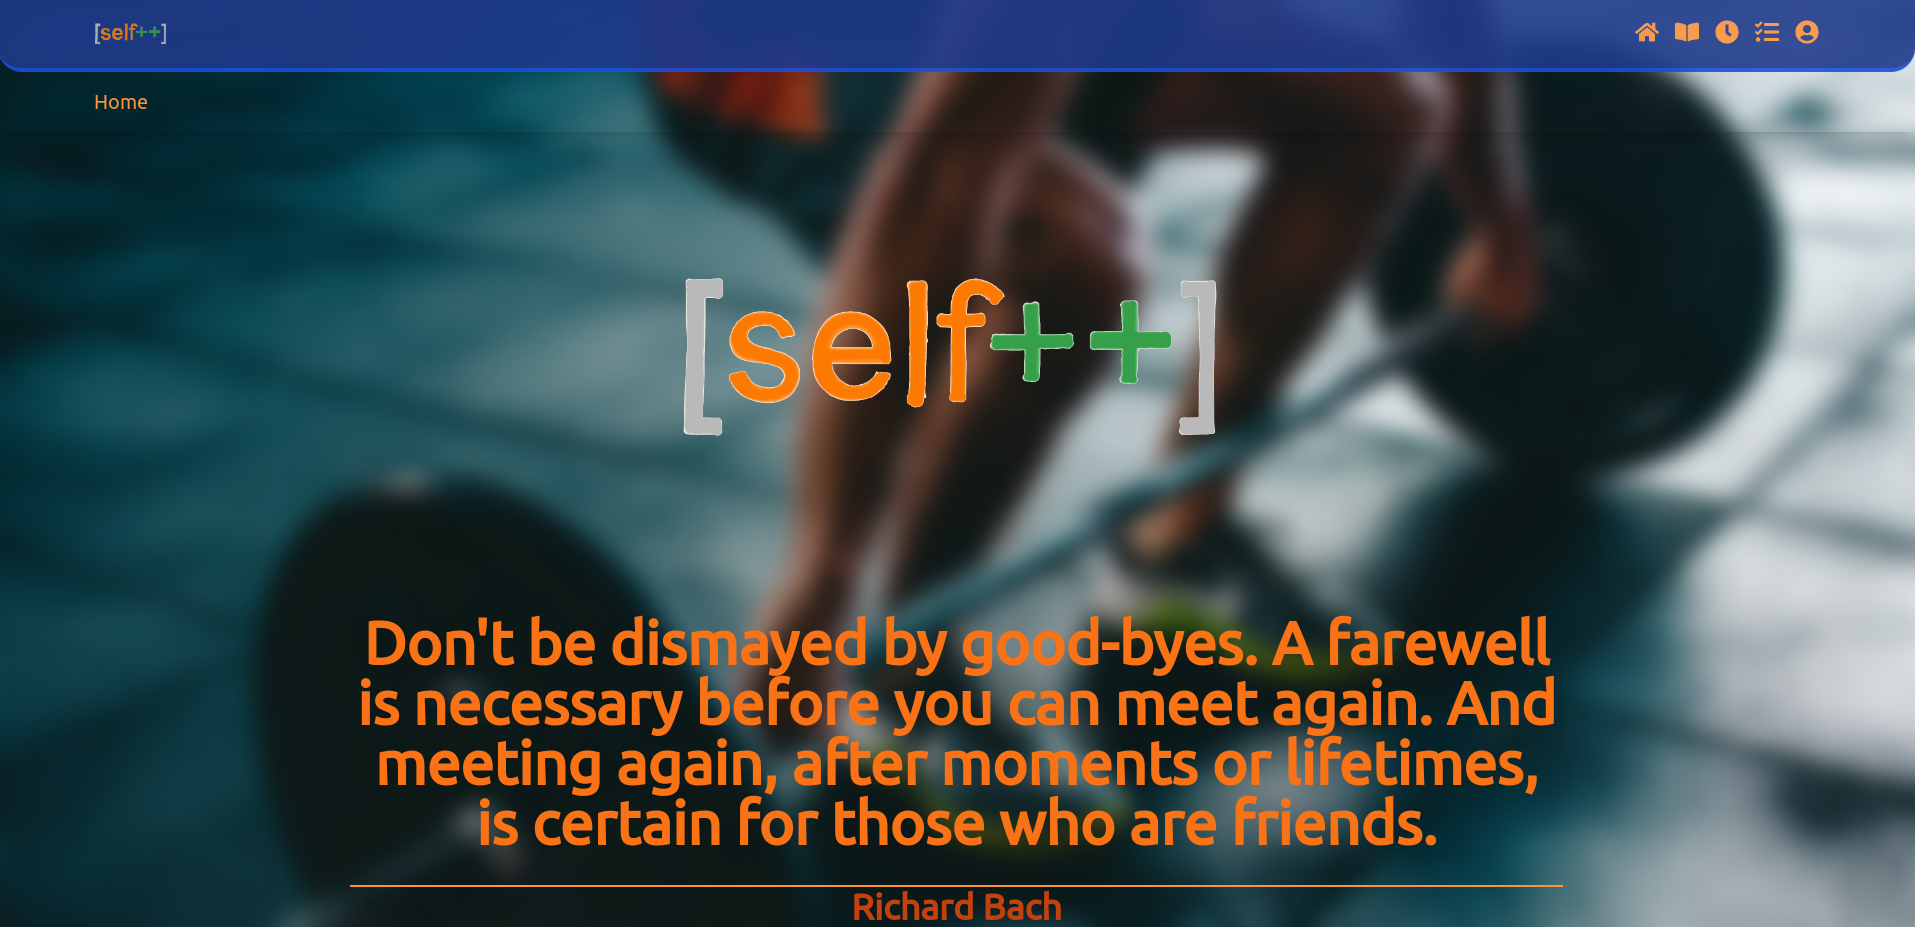 [self++]
Home
[self++]
Don't be dismayed by good-byes. A farewell
is necessary before you can meet again. And
meeting again, after moments or lifetimes,
is certain for those who are friends.
Richard Bach